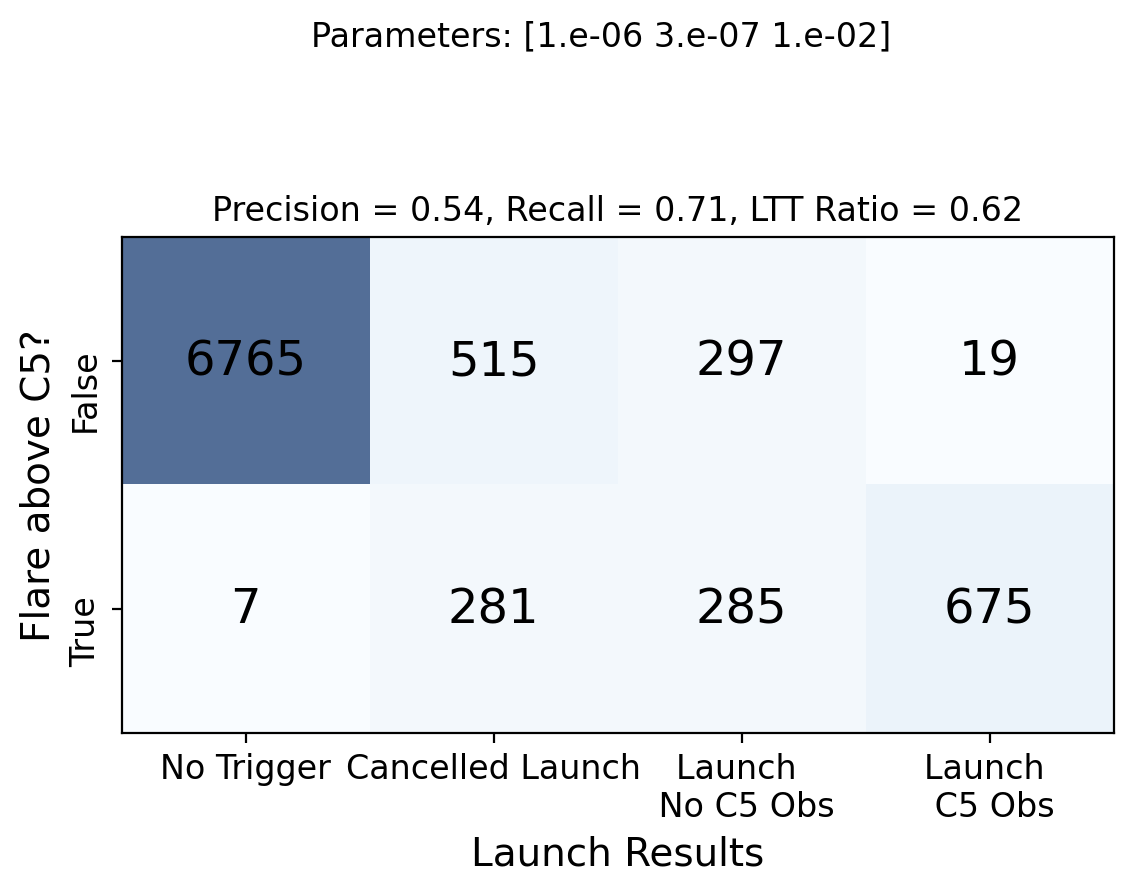 Parameters: [1.e-06 3.e-07 1.e-02]
Precision = 0.54, Recall = 0.71, LTT Ratio = 0.62
Flare above C5?
False
6765 515 297 19
True
7 281 285 675
No Trigger Cancelled Launch Launch No C5 Obs Launch C5 Obs
Launch Results